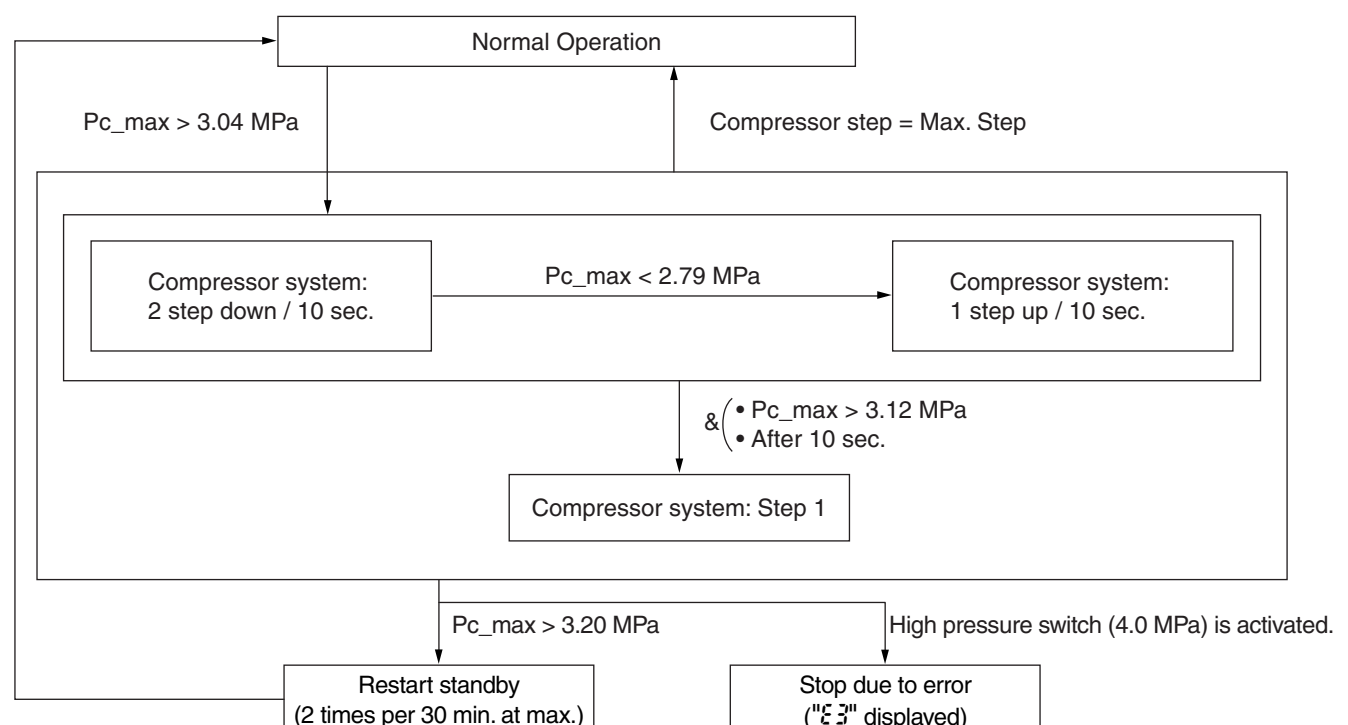 Normal Operation
Pc_max > 3.04 MPa
Compressor step = Max. Step
Compressor system:
2 step down / 10 sec.
Pc_max < 2.79 MPa
Compressor system:
1 step up / 10 sec.
& • Pc_max > 3.12 MPa
• After 10 sec.
Compressor system: Step 1
Pc_max > 3.20 MPa
High pressure switch (4.0 MPa) is activated.
Restart standby
(2 times per 30 min. at max.)
Stop due to error
("E3" displayed)